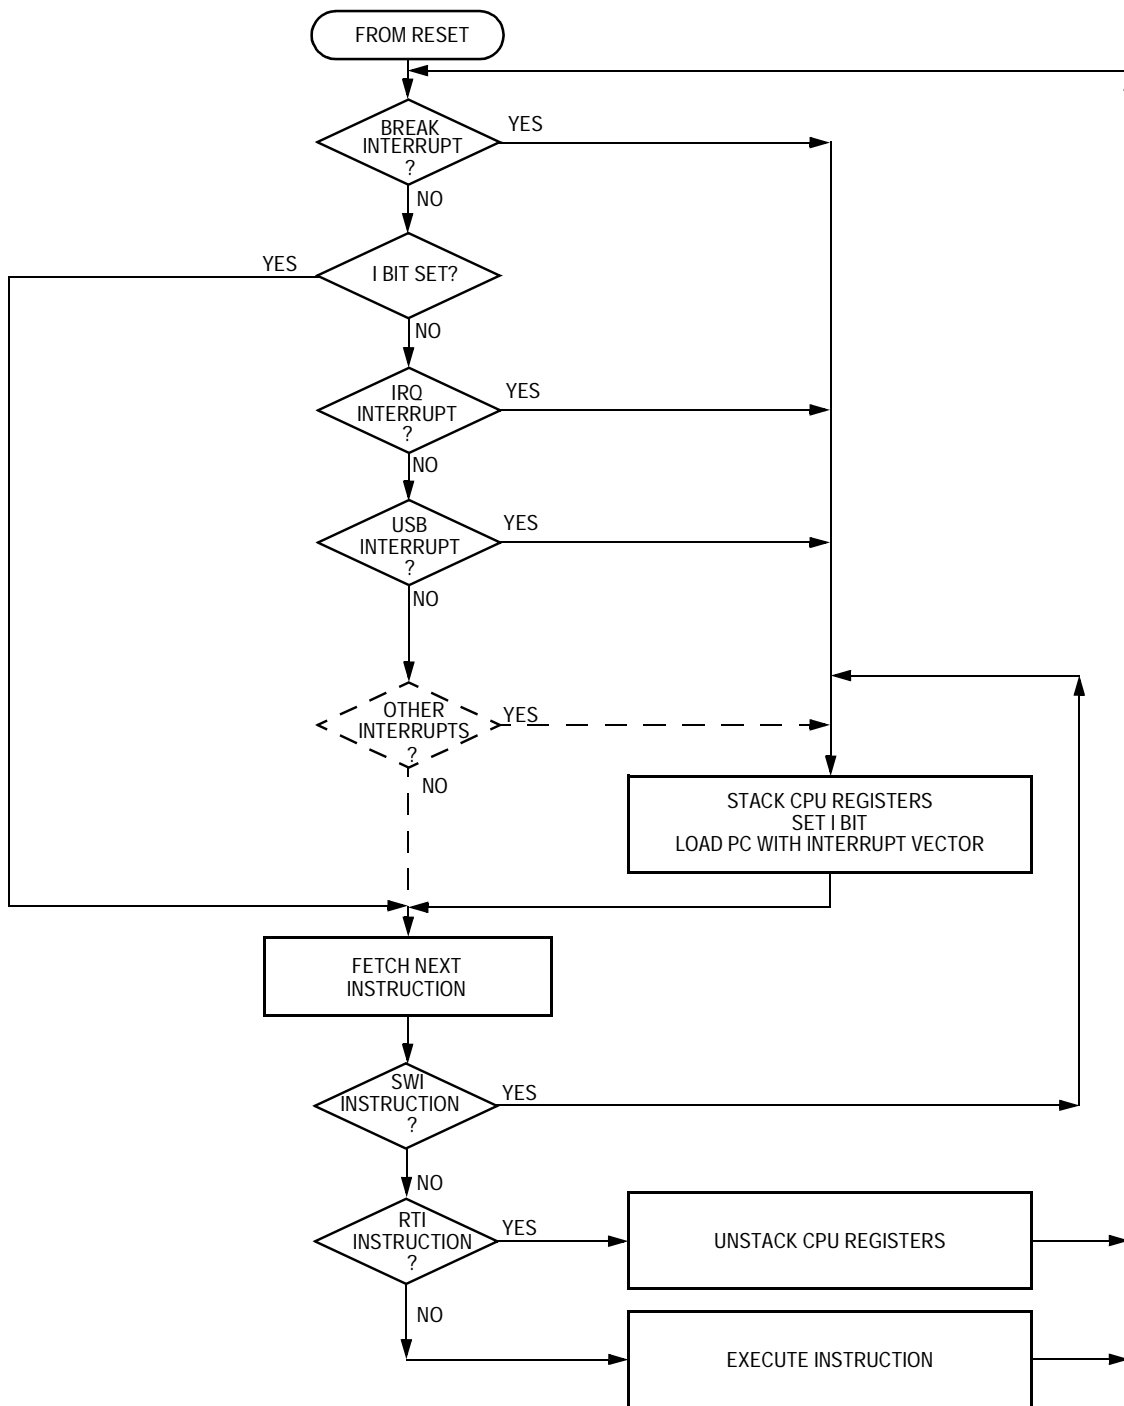 FROM RESET
BREAK
INTERRUPT
?
YES
NO
I BIT SET?
YES
NO
IRQ
INTERRUPT
?
YES
NO
USB
INTERRUPT
?
YES
NO
OTHER
INTERRUPTS
?
YES
NO
STACK CPU REGISTERS
SET I BIT
LOAD PC WITH INTERRUPT VECTOR
FETCH NEXT
INSTRUCTION
SWI
INSTRUCTION
?
YES
NO
RTI
INSTRUCTION
?
YES
UNSTACK CPU REGISTERS
NO
EXECUTE INSTRUCTION